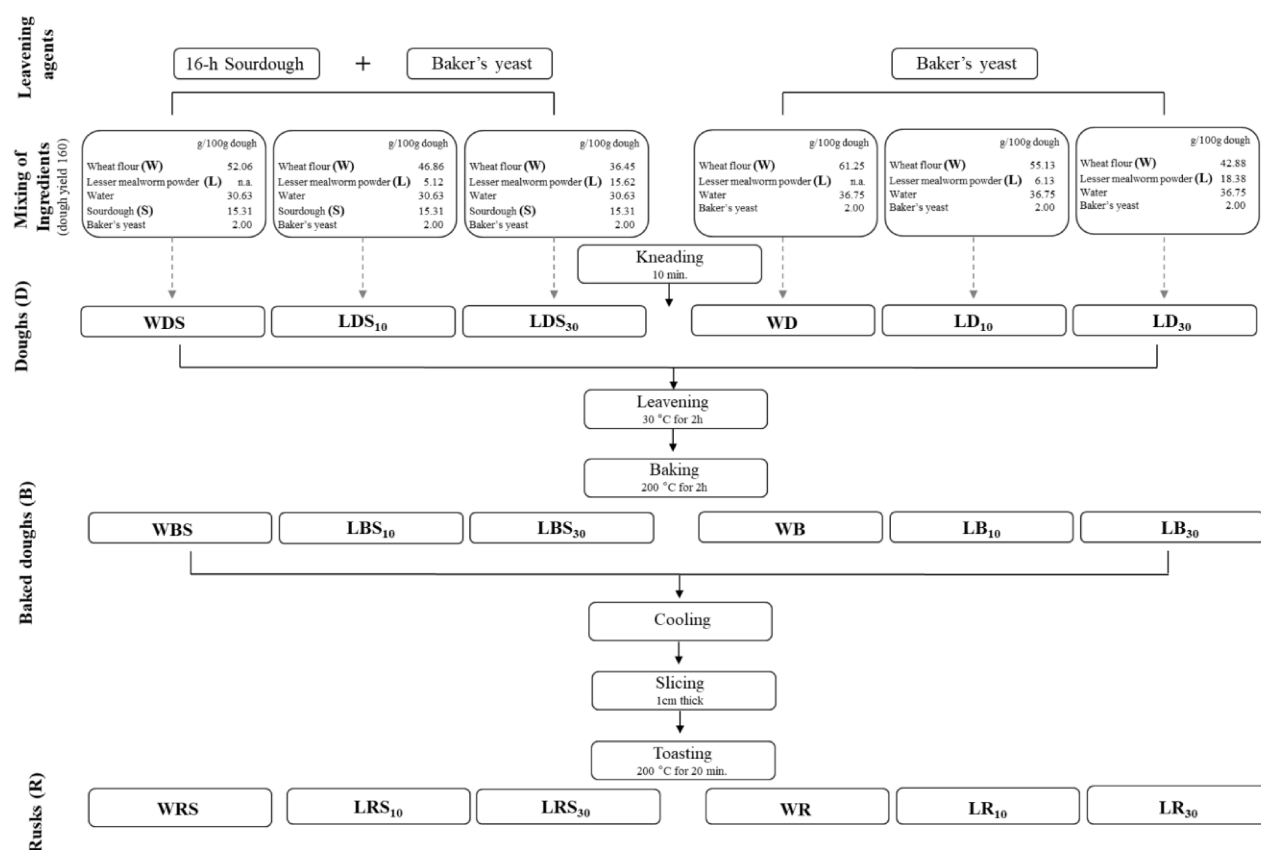 Leavening
agents
16-h Sourdough
+
Baker's yeast
Baker's yeast
Mixing of
Ingredients
(dough yield 160)
g/100g dough
Wheat flour (W) 52.06
Lesser mealworm powder (L) n.a.
Water 30.63
Sourdough (S) 15.31
Baker's yeast 2.00
g/100g dough
Wheat flour (W) 46.86
Lesser mealworm powder (L) 5.12
Water 30.63
Sourdough (S) 15.31
Baker's yeast 2.00
g/100g dough
Wheat flour (W) 36.45
Lesser mealworm powder (L) 15.62
Water 30.63
Sourdough (S) 15.31
Baker's yeast 2.00
g/100g dough
Wheat flour (W) 61.25
Lesser mealworm powder (L) n.a.
Water 36.75
Baker's yeast 2.00
g/100g dough
Wheat flour (W) 55.13
Lesser mealworm powder (L) 6.13
Water 36.75
Baker's yeast 2.00
g/100g dough
Wheat flour (W) 42.88
Lesser mealworm powder (L) 18.38
Water 36.75
Baker's yeast 2.00
Kneading
10 min.
Doughs (D)
WDS
LDS₁₀
LDS₃₀
WD
LD₁₀
LD₃₀
Leavening
30 °C for 2h
Baking
200 °C for 2h
Baked doughs (B)
WBS
LBS₁₀
LBS₃₀
WB
LB₁₀
LB₃₀
Cooling
Slicing
1cm thick
Toasting
200 °C for 20 min.
Rusks (R)
WRS
LRS₁₀
LRS₃₀
WR
LR₁₀
LR₃₀